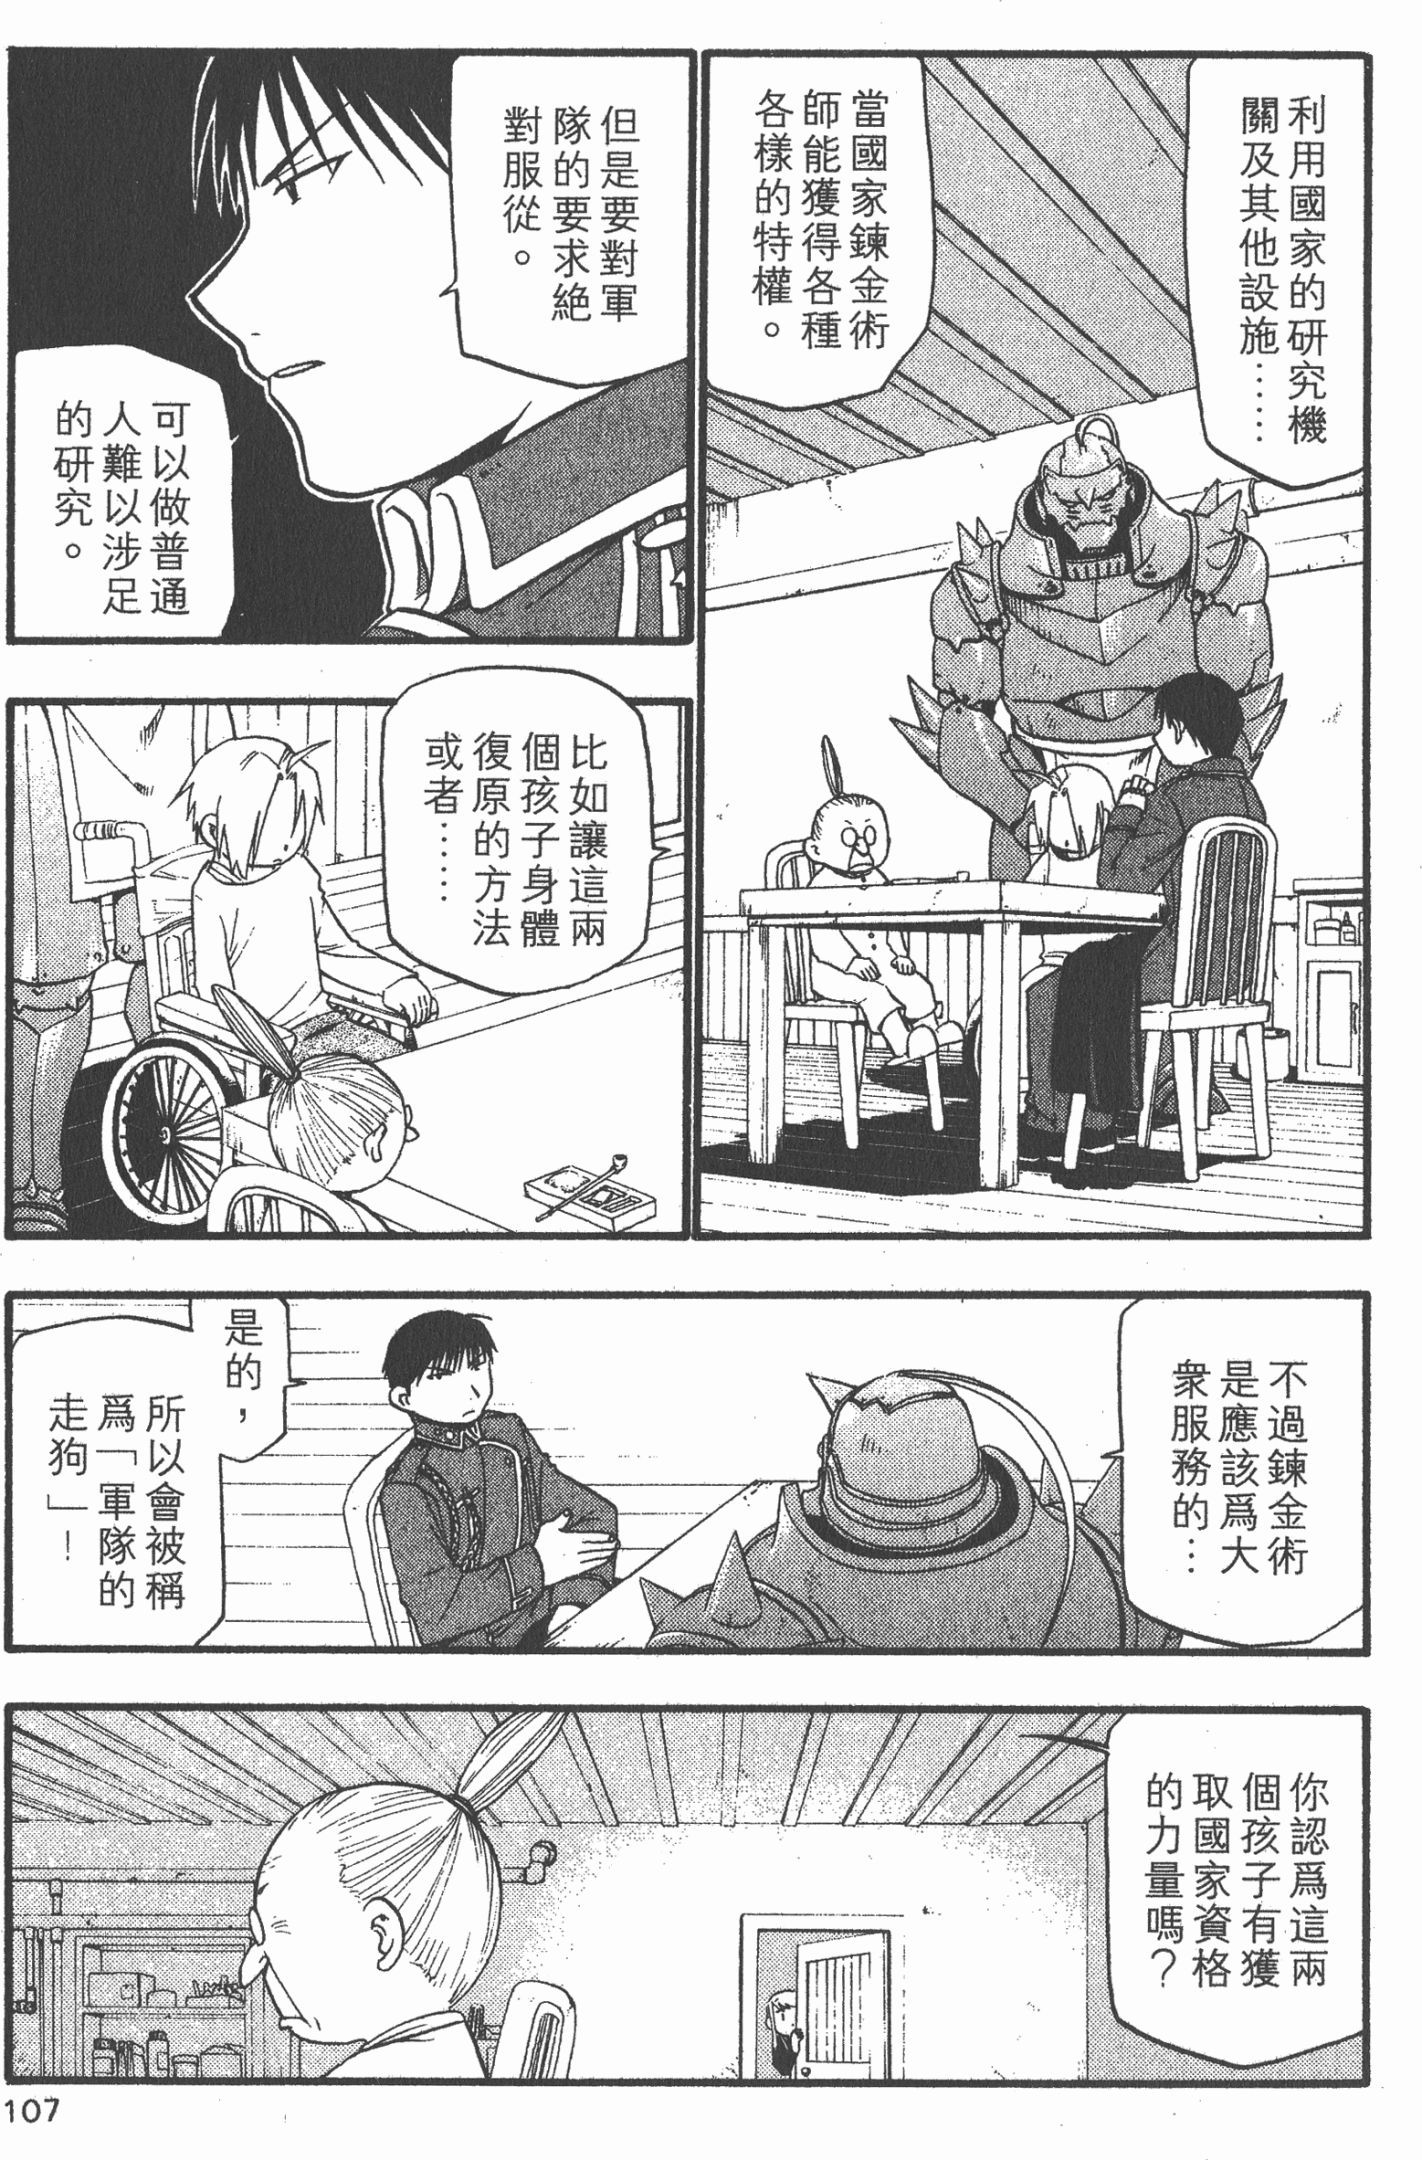 利用國家的研究機
關及其他設施……
當國家鍊金術
師能獲得各種
各樣的特權。
但是要對軍
隊的要求絕
對服從。
可以做普通
人難以涉足
的研究。
比如讓這兩
個孩子身體
復原的方法
或者……
不過鍊金術
是應該爲大
衆服務的…
是的，
所以會被稱
爲「軍隊的
走狗」！
你認爲這兩
個孩子有獲
取國家資格
的力量嗎？
107